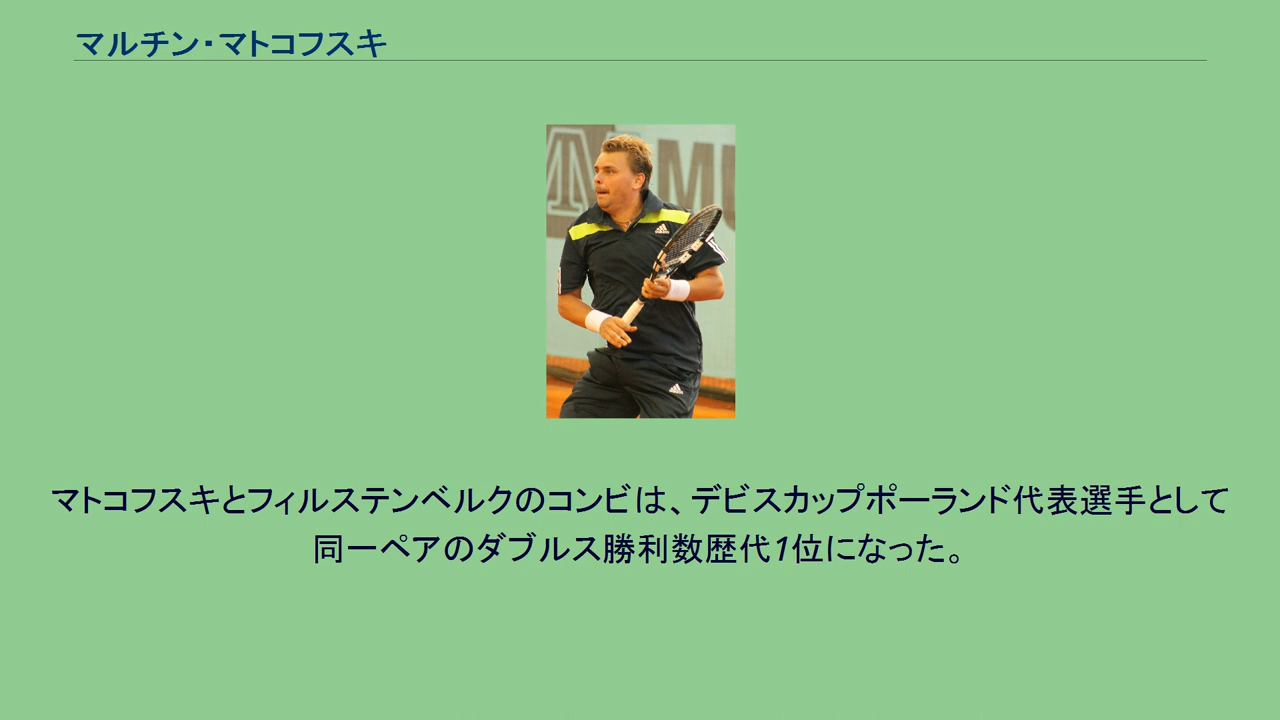 マルチン・マトコフスキ
MU
adidas
マトコフスキとフィルステンベルクのコンビは、デビスカップポーランド代表選手として
同一ペアのダブルス勝利数歴代1位になった。